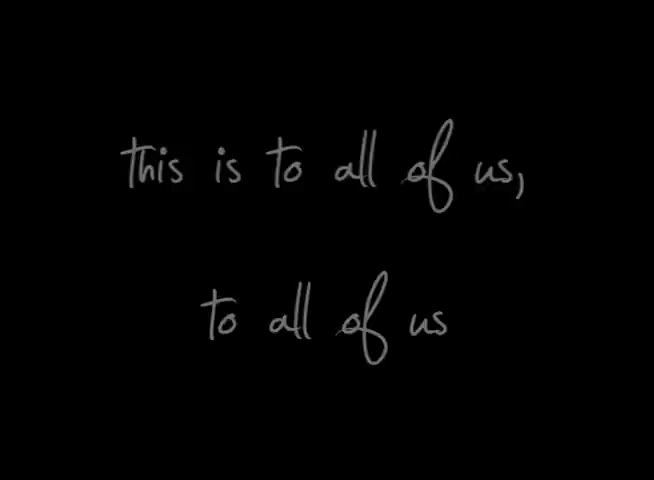 this is to all of us,
to all of us